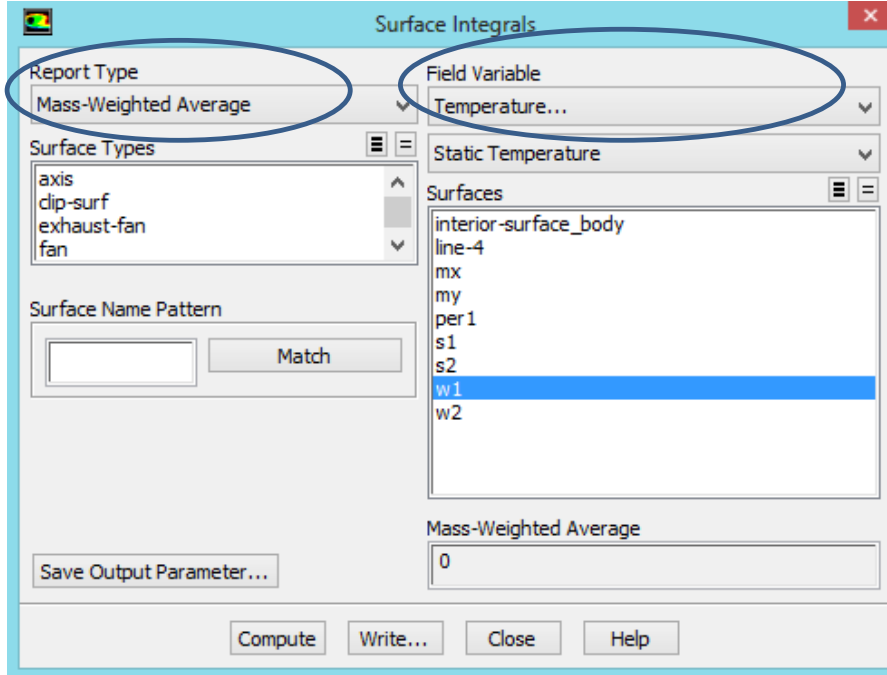 Surface Integrals
Report Type
Mass-Weighted Average
Surface Types
axis
clip-surf
exhaust-fan
fan
Surface Name Pattern
Match
Save Output Parameter...
Field Variable
Temperature...
Static Temperature
Surfaces
interior-surface_body
line-4
mx
my
per1
s1
s2
w1
w2
Mass-Weighted Average
0
Compute Write... Close Help